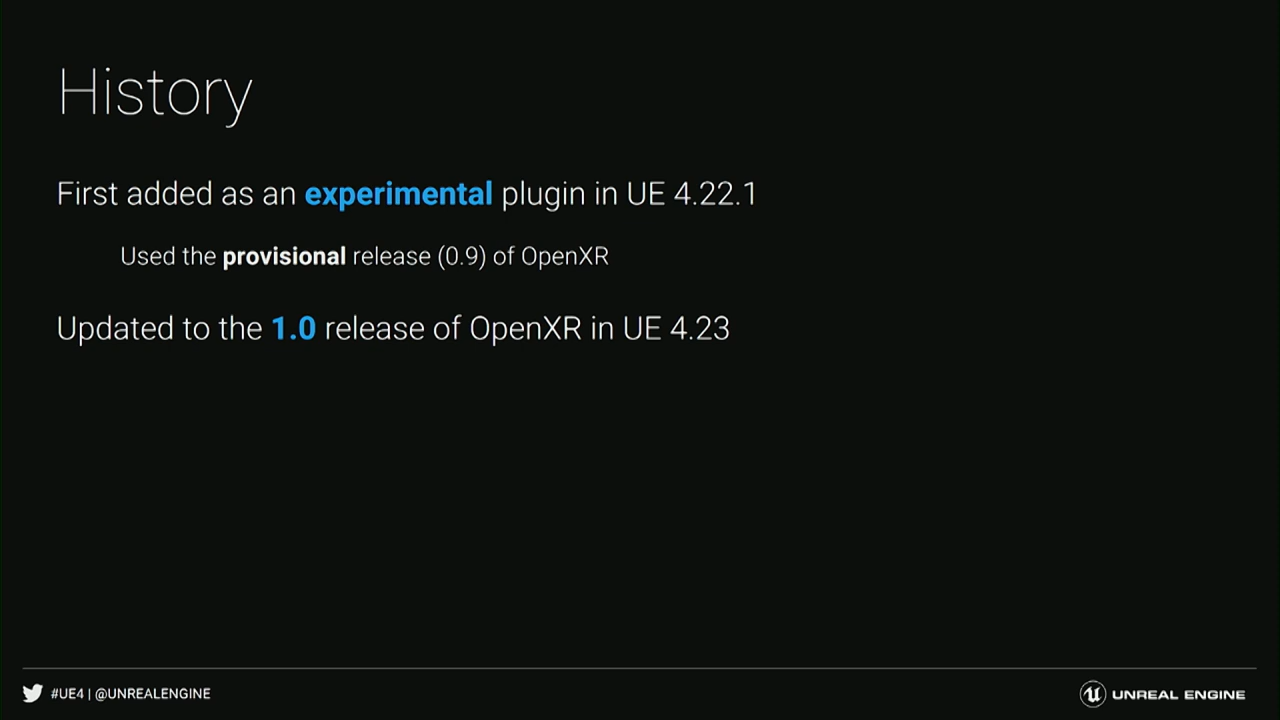 History
First added as an experimental plugin in UE 4.22.1
Used the provisional release (0.9) of OpenXR
Updated to the 1.0 release of OpenXR in UE 4.23
#UE4 | @UNREALENGINE
UNREAL ENGINE